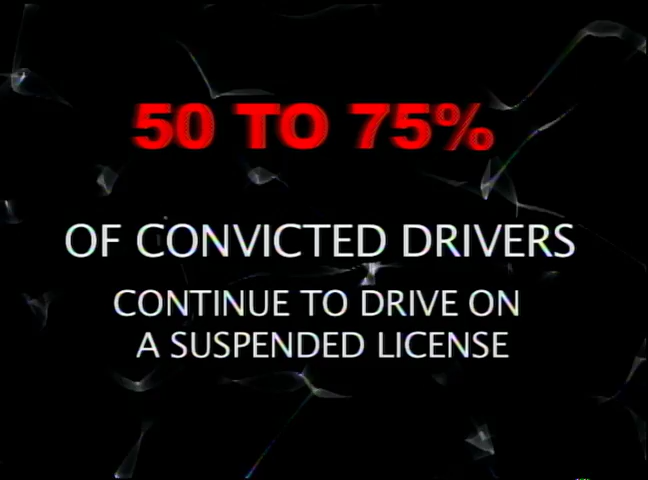 50 TO 75%
OF CONVICTED DRIVERS
CONTINUE TO DRIVE ON
A SUSPENDED LICENSE